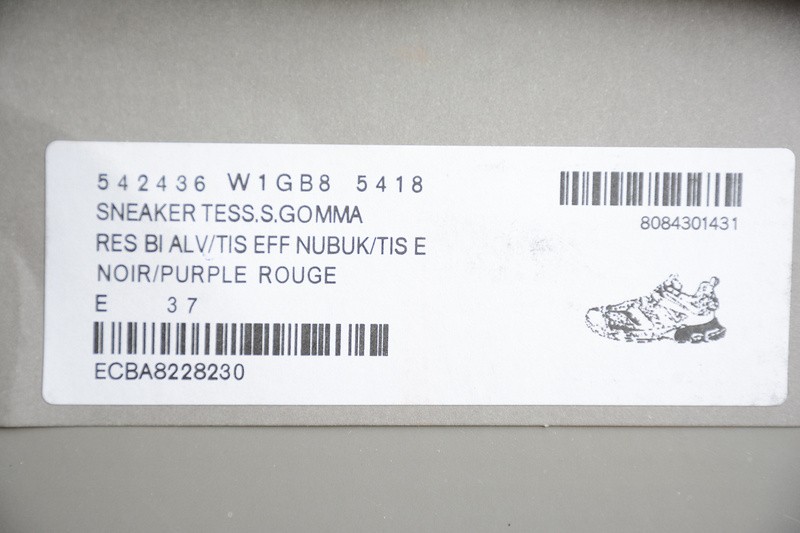 542436 W1GB8 5418
SNEAKER TESS.S.GOMMA
RES BI ALV/TIS EFF NUBUK/TIS E
NOIR/PURPLE ROUGE
E 37
ECBA8228230
8084301431